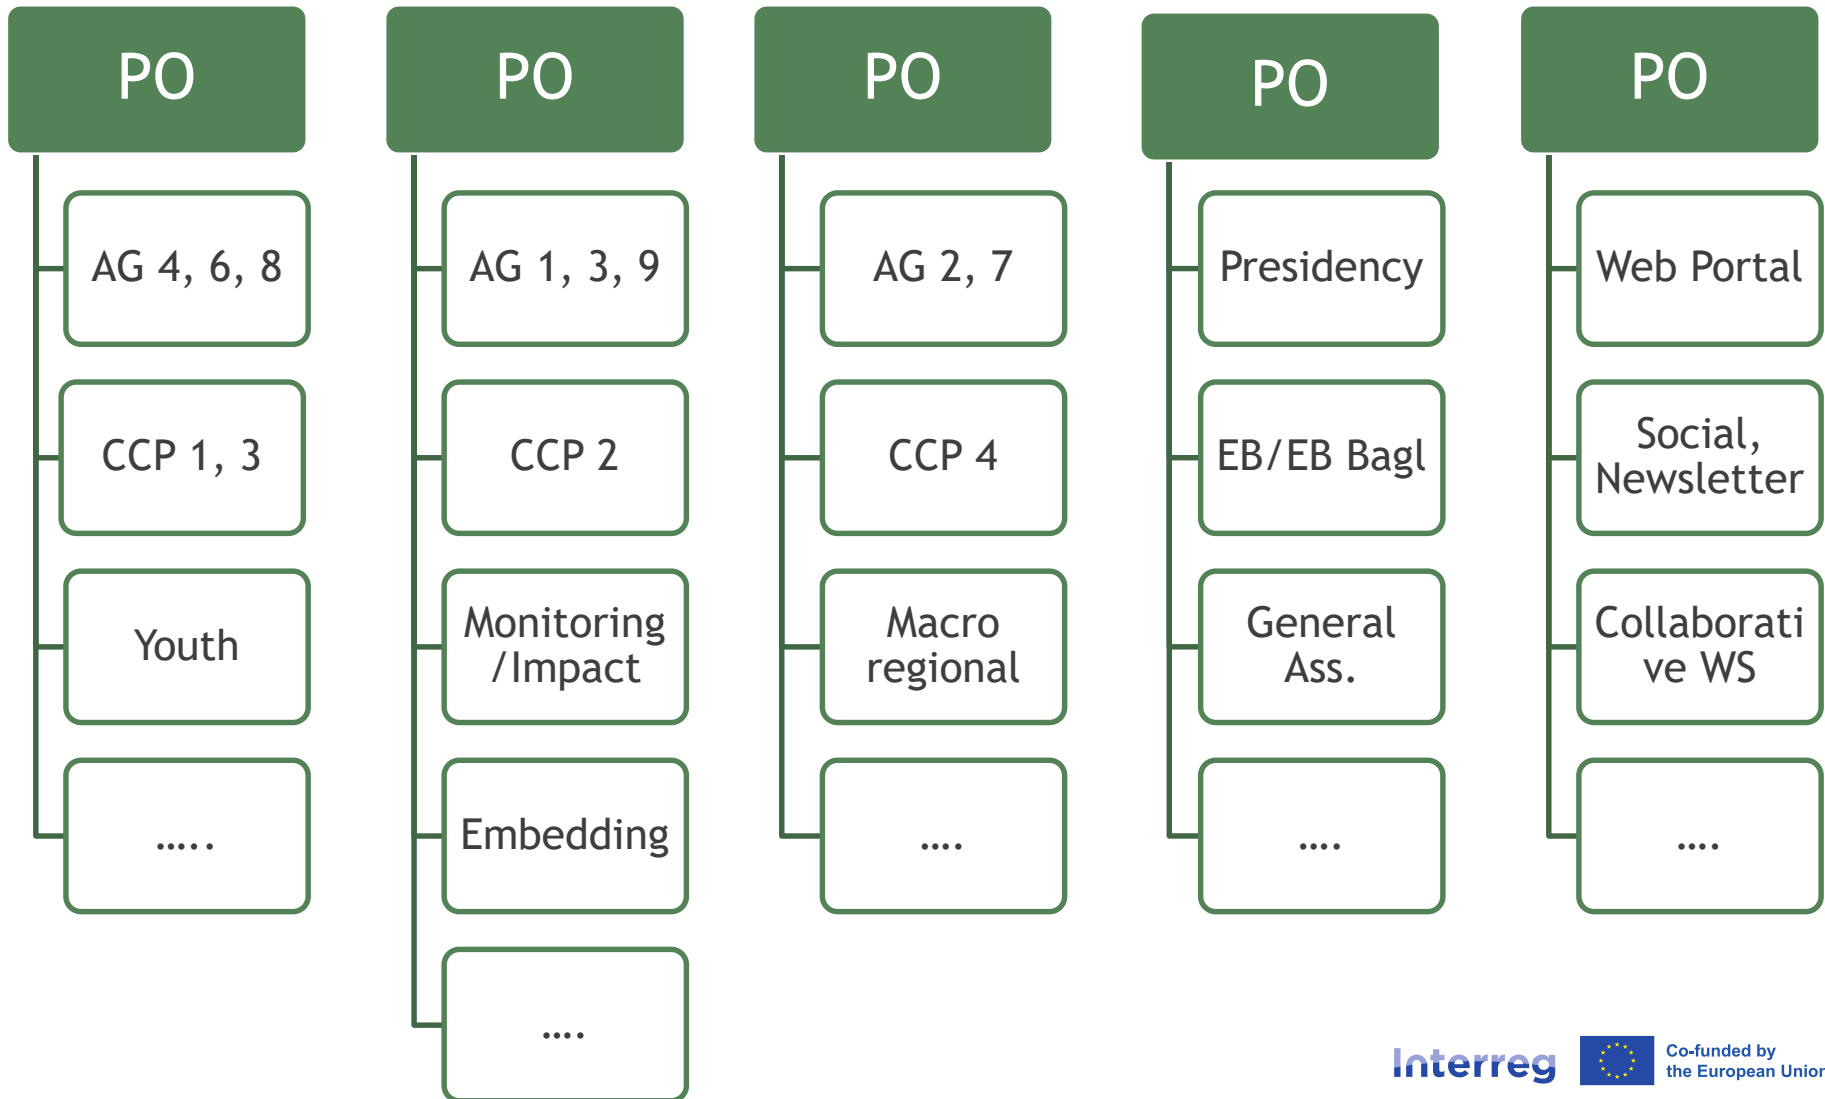 PO
AG 4, 6, 8
CCP 1, 3
Youth
.....
PO
AG 1, 3, 9
CCP 2
Monitoring
/Impact
Embedding
....
PO
AG 2, 7
CCP 4
Macro
regional
....
PO
Presidency
EB/EB Bagl
General
Ass.
....
PO
Web Portal
Social,
Newsletter
Collaborati
ve WS
....
Interreg
Co-funded by
the European Union